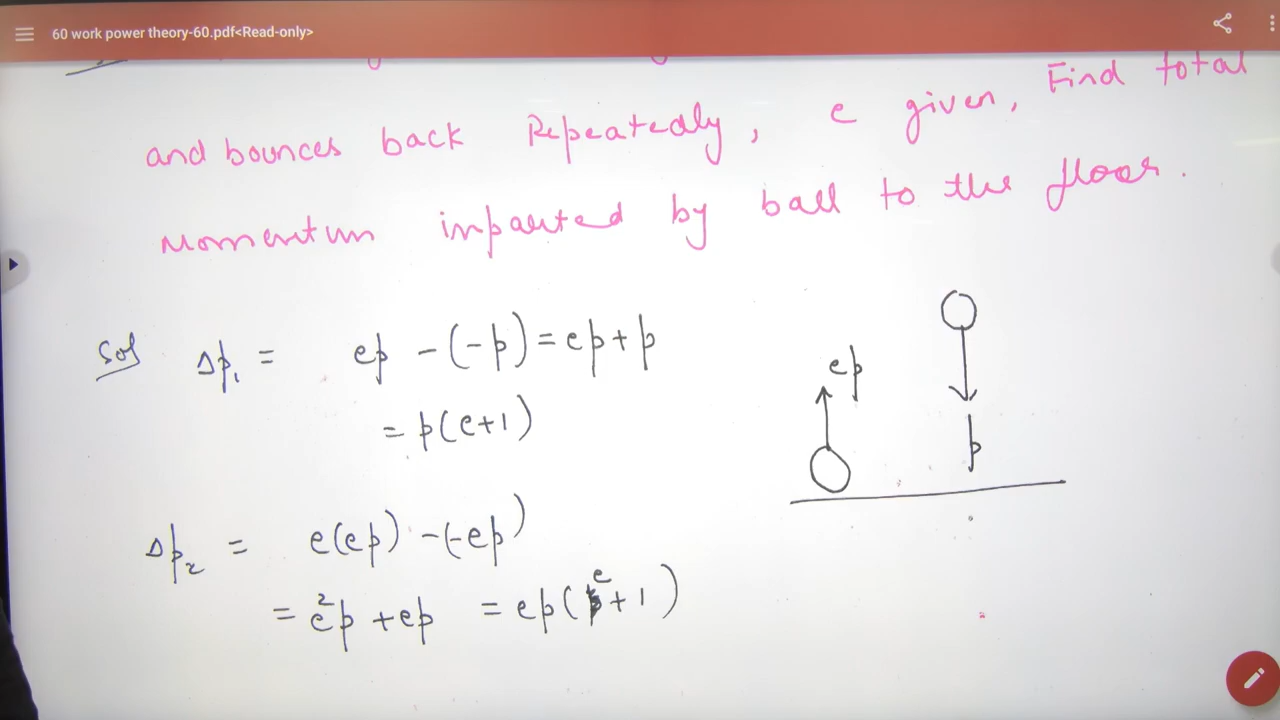 60 work power theory-60.pdf<Read-only>
Find total
and bounces back Repeatedly, e given,
Momentum imparted by ball to the floor.
Sol Δp₁ = ep - (-p) = ep + p
= p(e+1)
ep
p
Δp₂ = e(ep) - (-ep)
= e²p + ep = ep(e+1)